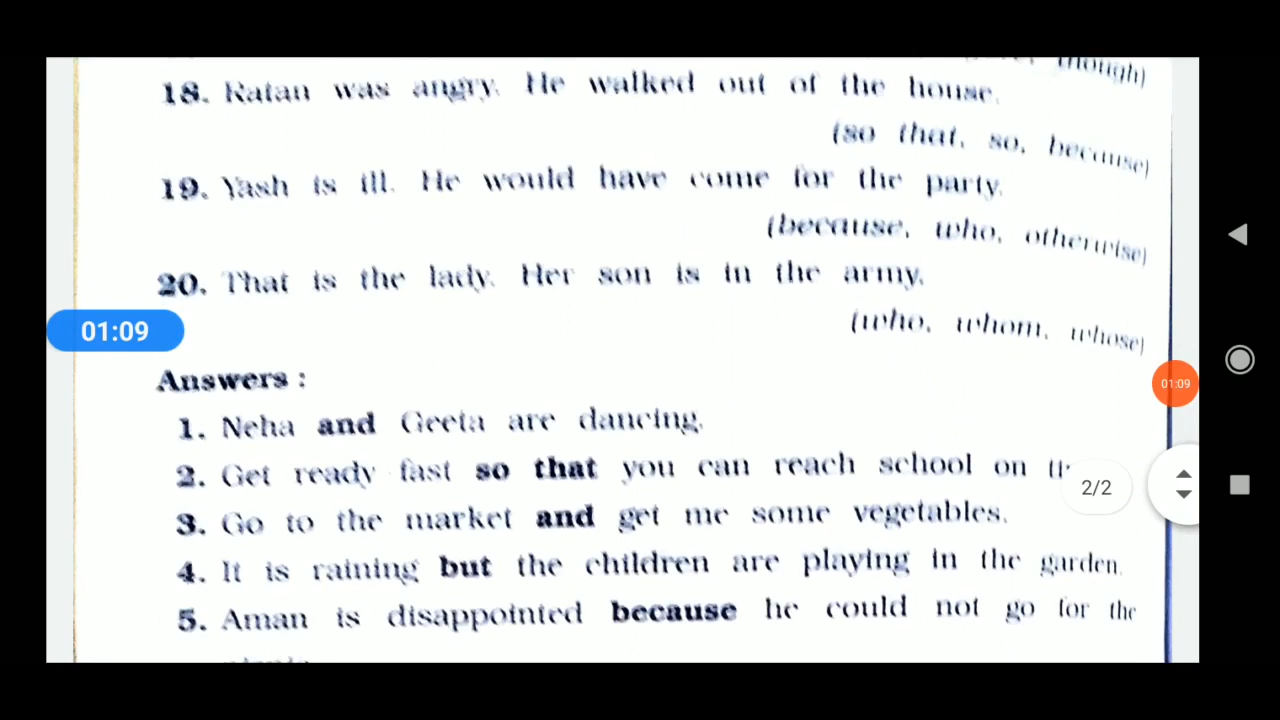 though)
18. Ratan was angry. He walked out of the house.
(so that, so, because)
19. Yash is ill. He would have come for the party.
(because, who, otherwise)
20. That is the lady. Her son is in the army.
(who, whom, whose)
01:09
01:09
Answers :
1. Neha and Geeta are dancing.
2. Get ready fast so that you can reach school on
2/2
3. Go to the market and get me some vegetables.
4. It is raining but the children are playing in the garden.
5. Aman is disappointed because he could not go for the